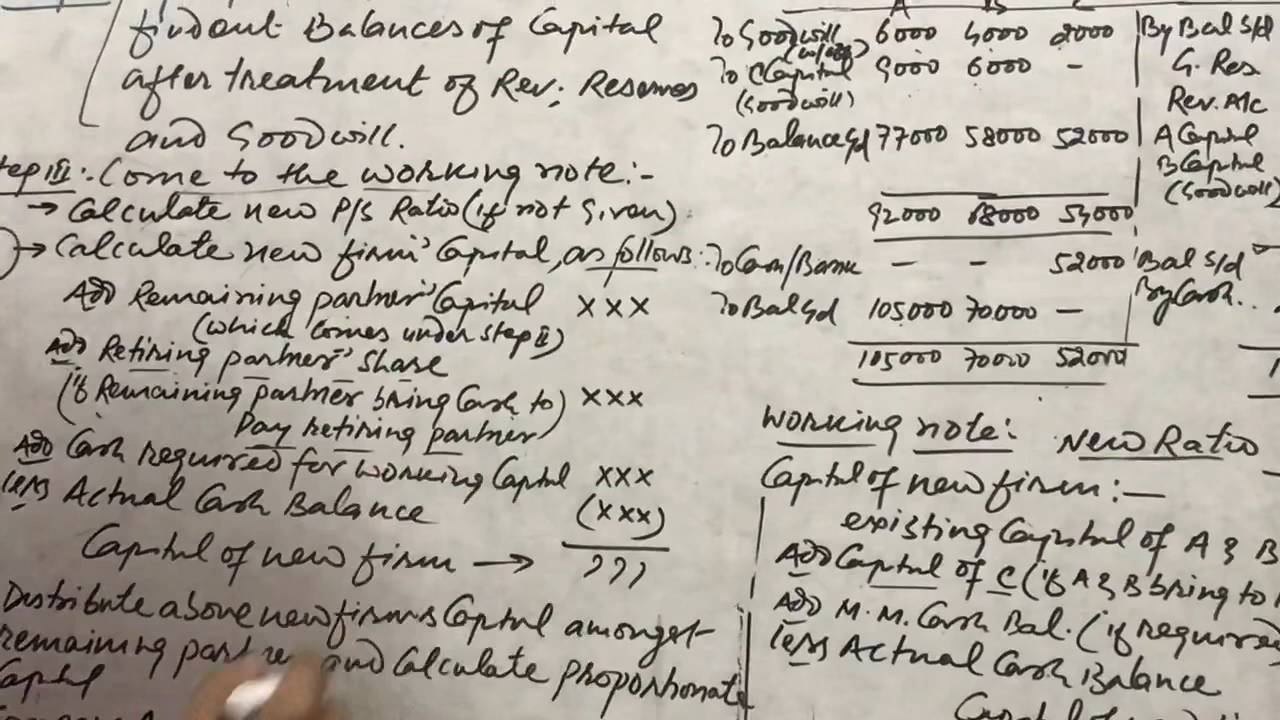 findout Balances of Capital
after treatment of Rev; Reserves
and Goodwill.
Step III:- Come to the working note:-
→ Calculate new P/S Ratio (if not Given)
→ Calculate new firms' Capital, as follows:
Add Remaining partner' Capital XXX
(which comes under step II)
Add Retiring partner' Share
(if Remaining partner bring Cash to) XXX
Pay retiring partner
Add Cash required for working Captal XXX
less Actual Cash Balance (XXX)
Capital of new firm → ???
Distribute above new firms Captal amongst
remaining partner and Calculate proportionate
Captal
A B C
To Goodwill 6000 4000 2000 By Bal b/d
(w/off)
To C Capital 9000 6000 - G. Res
(Goodwill) Rev. A/c
To Balance c/d 77000 58000 52000 A Capital
B Capital
(Goodwill)
92000 68000 54000
To Cash/Bank - - 52000 Bal b/d
To Bal c/d 105000 70000 - By Cash..
105000 70000 52000
Working note: New Ratio
Capital of new firm:-
existing Capital of A & B
Add Capital of C (if A & B bring to
Add M.M. Cash Bal. (if required
less Actual Cash Balance